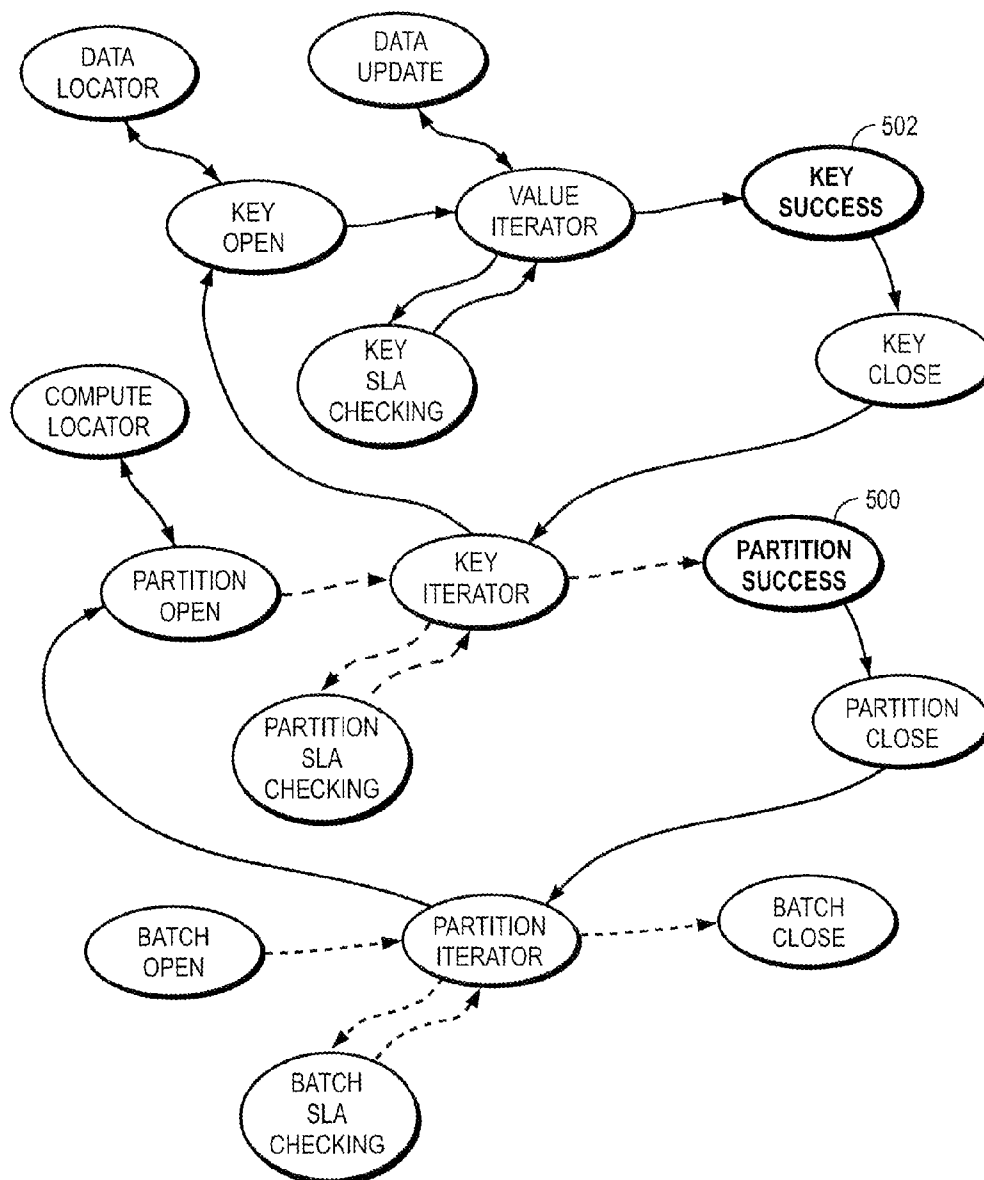 DATA
LOCATOR
DATA
UPDATE
502
KEY
SUCCESS
KEY
OPEN
VALUE
ITERATOR
KEY
SLA
CHECKING
KEY
CLOSE
COMPUTE
LOCATOR
500
PARTITION
SUCCESS
PARTITION
OPEN
KEY
ITERATOR
PARTITION
SLA
CHECKING
PARTITION
CLOSE
BATCH
OPEN
PARTITION
ITERATOR
BATCH
CLOSE
BATCH
SLA
CHECKING